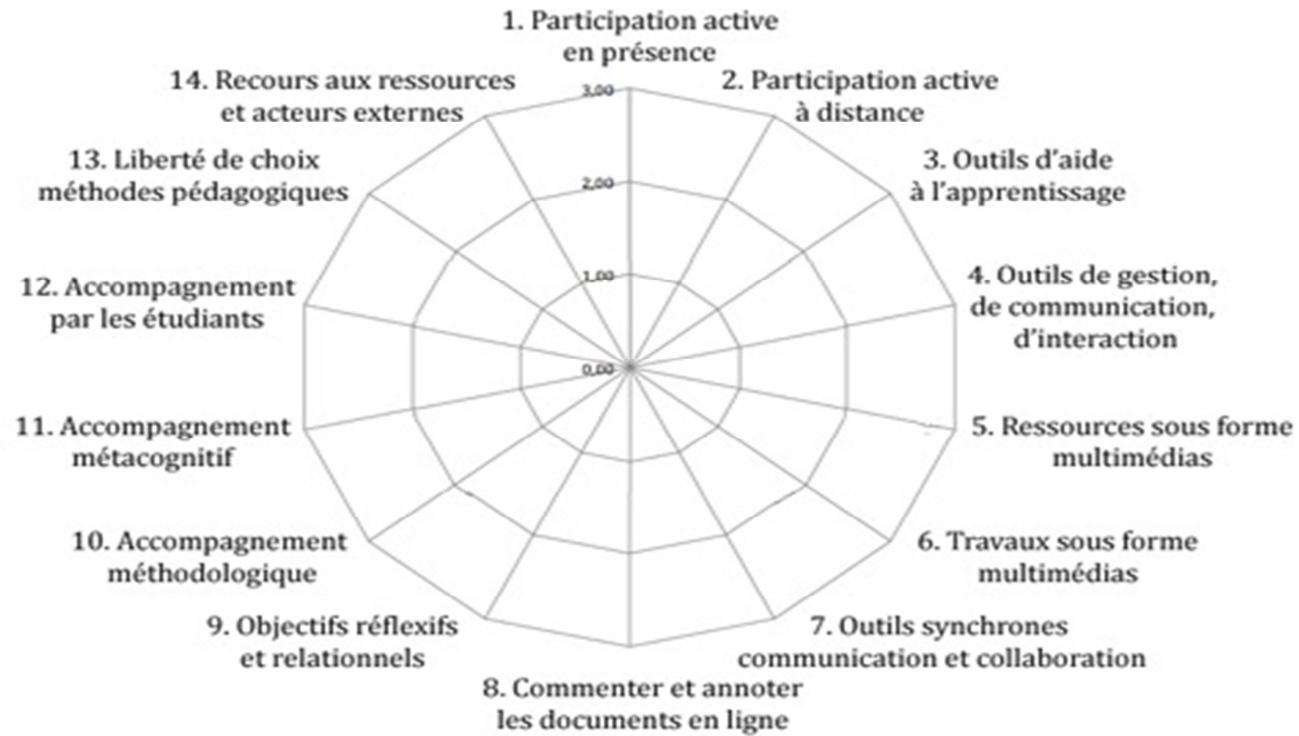 1. Participation active
en présence
2. Participation active
à distance
3. Outils d'aide
à l'apprentissage
4. Outils de gestion,
de communication,
d'interaction
5. Ressources sous forme
multimédias
6. Travaux sous forme
multimédias
7. Outils synchrones
communication et collaboration
8. Commenter et annoter
les documents en ligne
9. Objectifs réflexifs
et relationnels
10. Accompagnement
méthodologique
11. Accompagnement
métacognitif
12. Accompagnement
par les étudiants
13. Liberté de choix
méthodes pédagogiques
14. Recours aux ressources
et acteurs externes
3,00
2,00
1,00
0,00